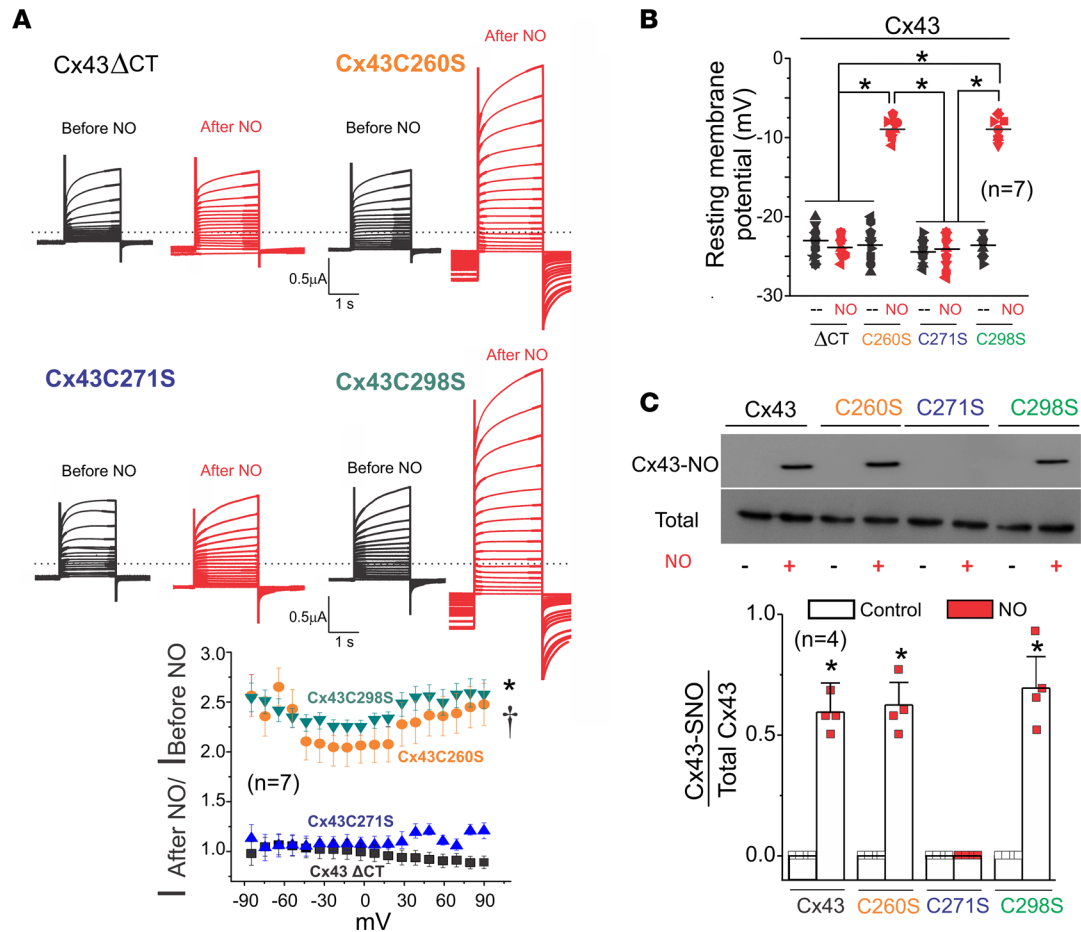 A
Cx43ΔCT
Cx43C260S
After NO
Before NO
After NO
Before NO
0.5μA
1 s
Cx43C271S
Cx43C298S
After NO
Before NO
After NO
Before NO
0.5μA
1 s
I After NO/ I Before NO
3.0
2.5
2.0
1.25
1.0
Cx43C298S
*
†
Cx43C260S
(n=7)
Cx43C271S
Cx43 ΔCT
-90 -60 -30 0 30 60 90
mV
B
Cx43
Resting membrane
potential (mV)
0
-10
-20
-30
*
* * *
(n=7)
-- NO -- NO -- NO -- NO
ΔCT C260S C271S C298S
C
Cx43 C260S C271S C298S
Cx43-NO
Total
NO - + - + - + - +
Control NO
(n=4)
* * *
Cx43-SNO
Total Cx43
1.0
0.5
0.0
Cx43 C260S C271S C298S